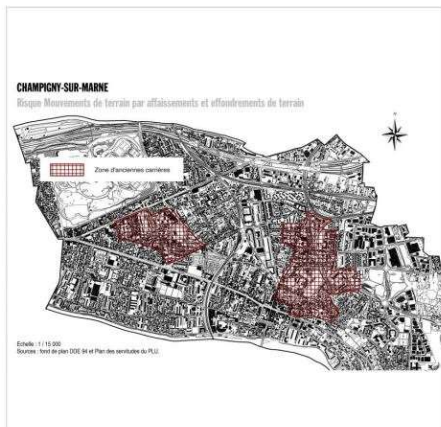 CHAMPIGNY-SUR-MARNE
Risque Mouvements de terrain par affaissements et effondrements de terrain
Zone d'anciennes carrières
Echelle : 1 / 15 000
Sources : fond de plan DDE 94 et Plan des servitudes du PLU.